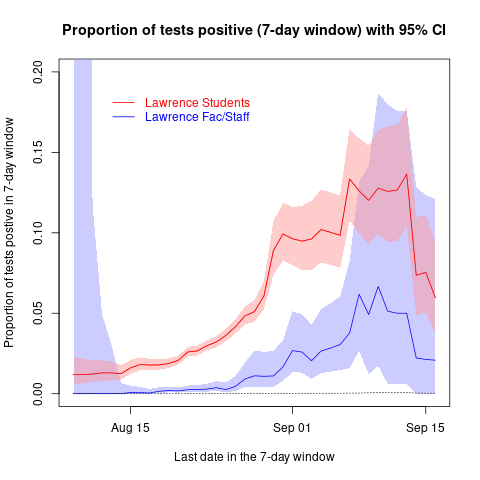 Proportion of tests positive (7-day window) with 95% CI
Proportion of tests postive in 7-day window
0.20
0.15
0.10
0.05
0.00
Lawrence Students
Lawrence Fac/Staff
Aug 15
Sep 01
Sep 15
Last date in the 7-day window